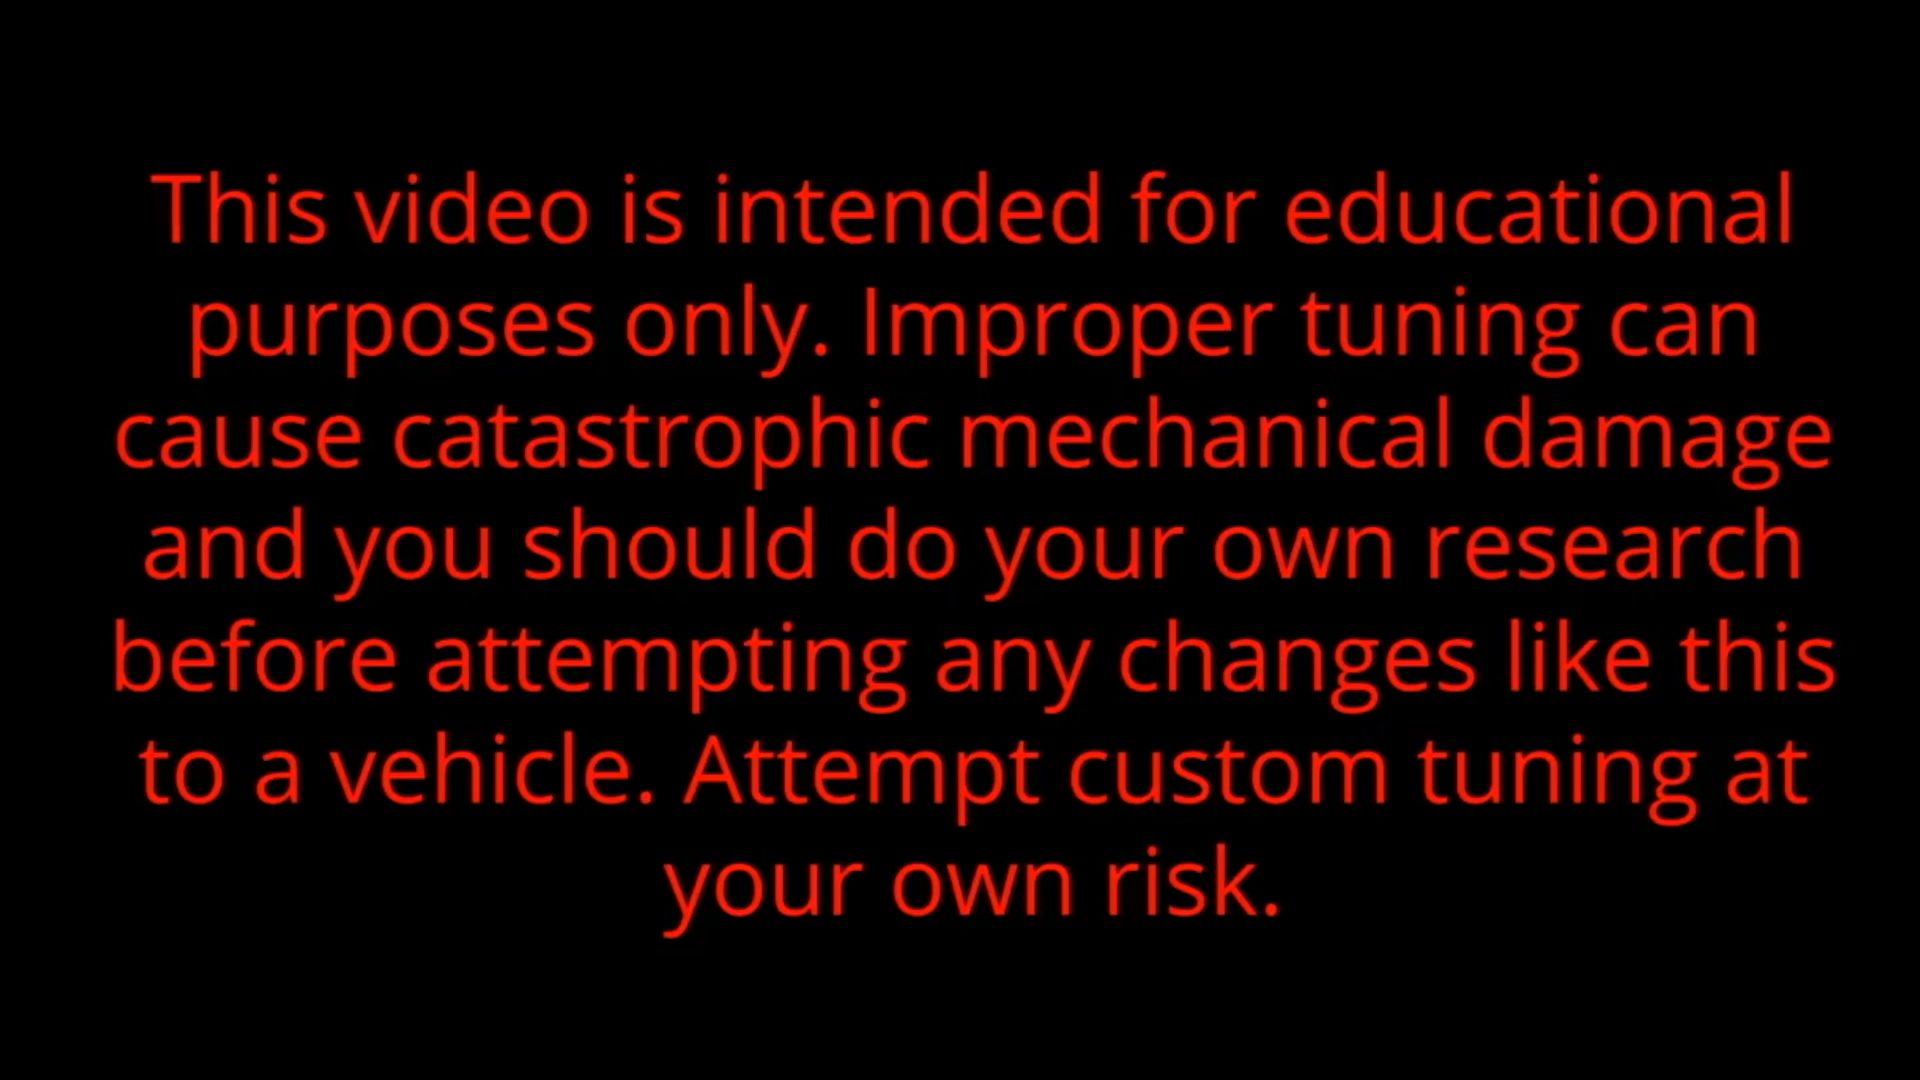 This video is intended for educational
purposes only. Improper tuning can
cause catastrophic mechanical damage
and you should do your own research
before attempting any changes like this
to a vehicle. Attempt custom tuning at
your own risk.